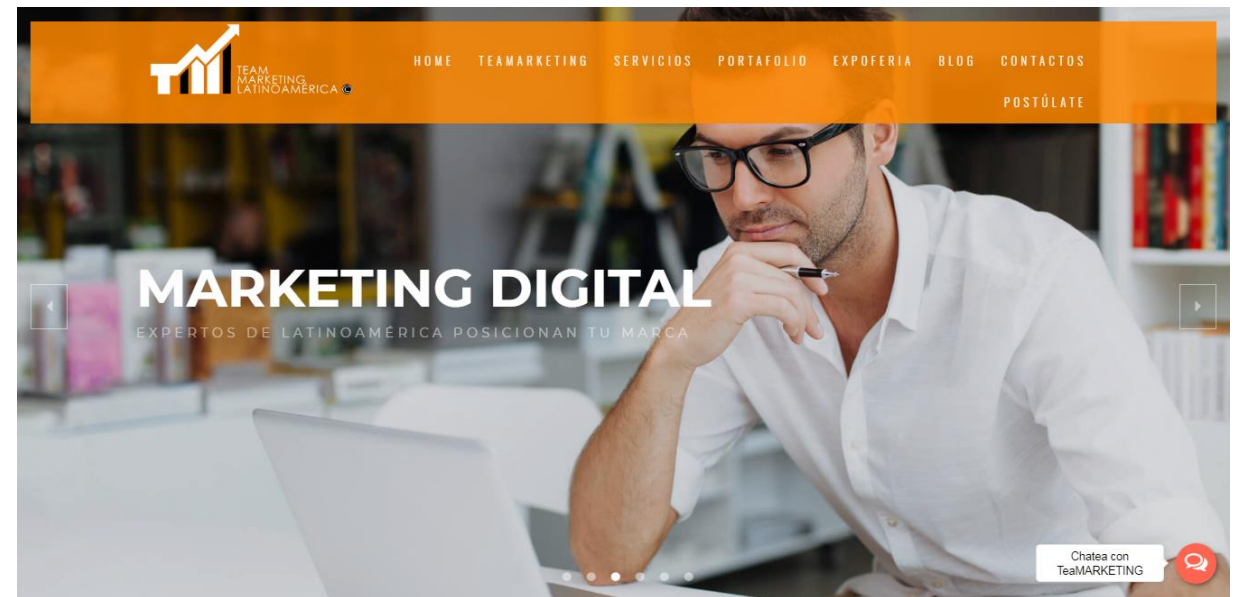 TEAM
MARKETING
LATINOAMÉRICA
HOME TEAMARKETING SERVICIOS PORTAFOLIO EXPOFERIA BLOG CONTACTOS
POSTÚLATE
MARKETING DIGITAL
EXPERTOS DE LATINOAMÉRICA POSICIONAN TU MARCA
Chatea con
TeaMARKETING